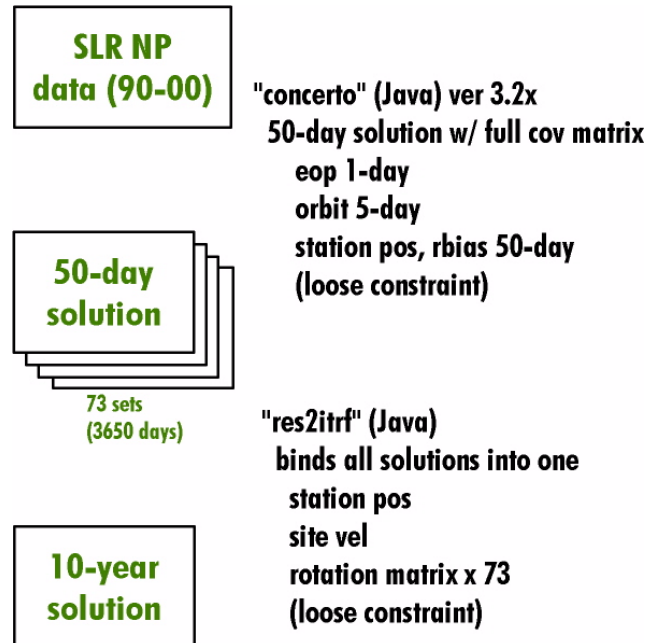 SLR NP
data (90-00)
"concerto" (Java) ver 3.2x
50-day solution w/ full cov matrix
eop 1-day
orbit 5-day
station pos, rbias 50-day
(loose constraint)
50-day
solution
73 sets
(3650 days)
"res2itrf" (Java)
binds all solutions into one
station pos
site vel
rotation matrix x 73
(loose constraint)
10-year
solution